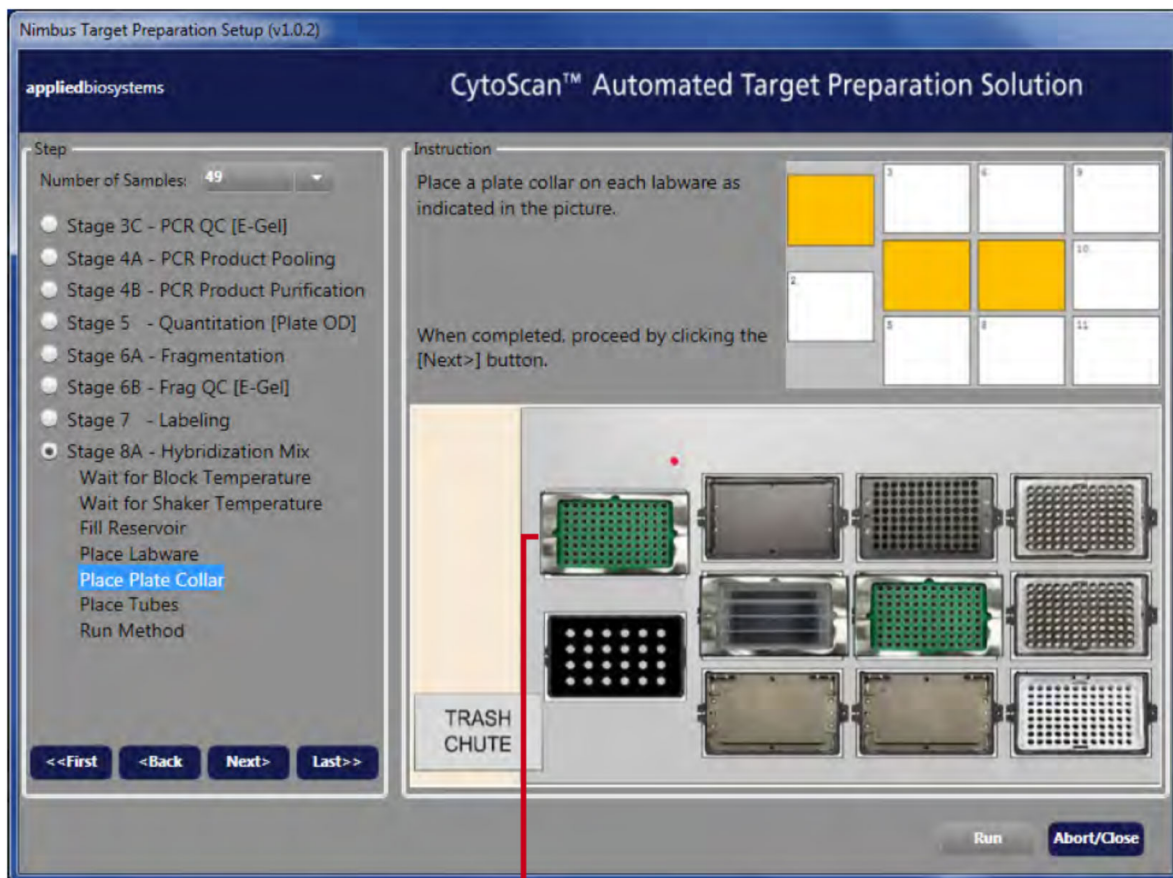 Nimbus Target Preparation Setup (v1.0.2)
appliedbiosystems
CytoScan™ Automated Target Preparation Solution
Step
Number of Samples: 49
Stage 3C - PCR QC [E-Gel]
Stage 4A - PCR Product Pooling
Stage 4B - PCR Product Purification
Stage 5 - Quantitation [Plate OD]
Stage 6A - Fragmentation
Stage 6B - Frag QC [E-Gel]
Stage 7 - Labeling
Stage 8A - Hybridization Mix
Wait for Block Temperature
Wait for Shaker Temperature
Fill Reservoir
Place Labware
Place Plate Collar
Place Tubes
Run Method
<<First <Back Next> Last>>
Instruction
Place a plate collar on each labware as
indicated in the picture.
When completed, proceed by clicking the
[Next>] button.
3 6 9
2 10
5 8 11
TRASH
CHUTE
Run Abort/Close